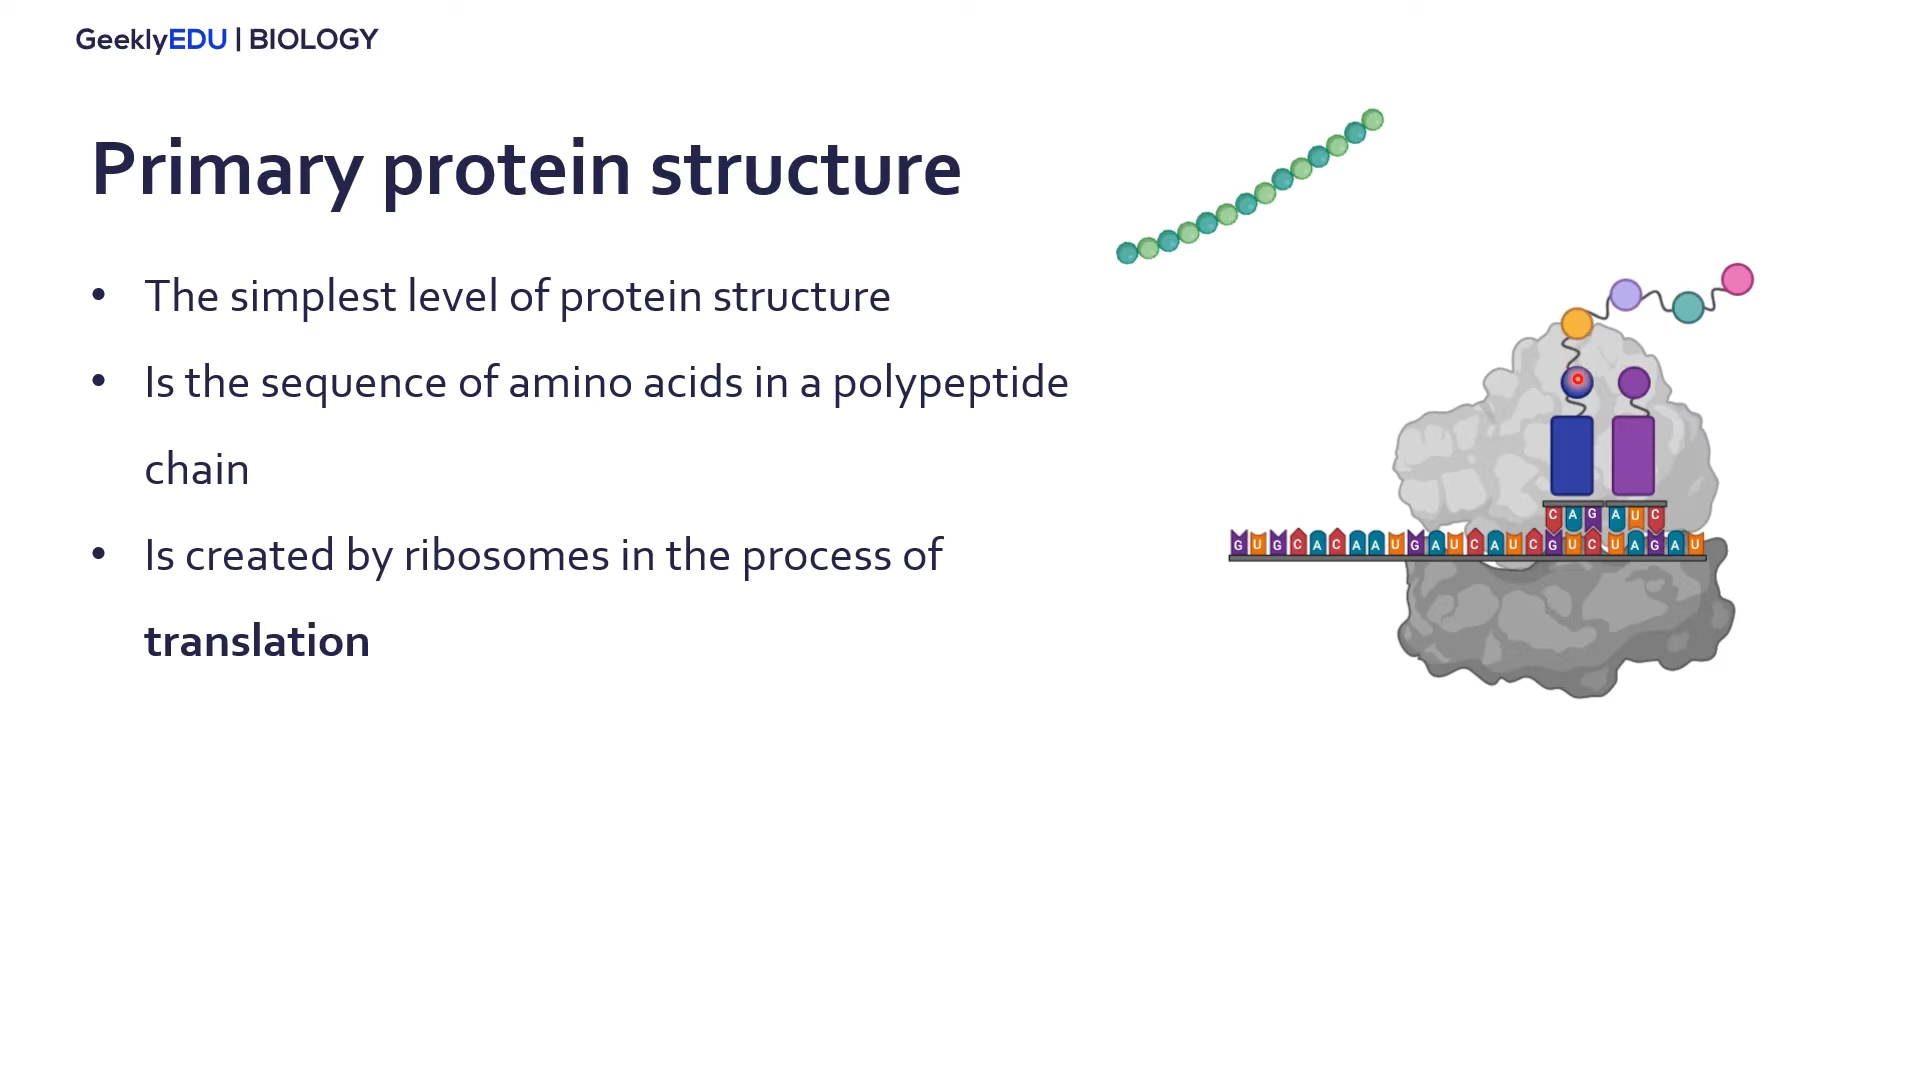 GeeklyEDU | BIOLOGY
Primary protein structure
• The simplest level of protein structure
• Is the sequence of amino acids in a polypeptide
chain
• Is created by ribosomes in the process of
translation
C A G A U C
G U G C A C A A U G A U C A U C G U C U A G A U